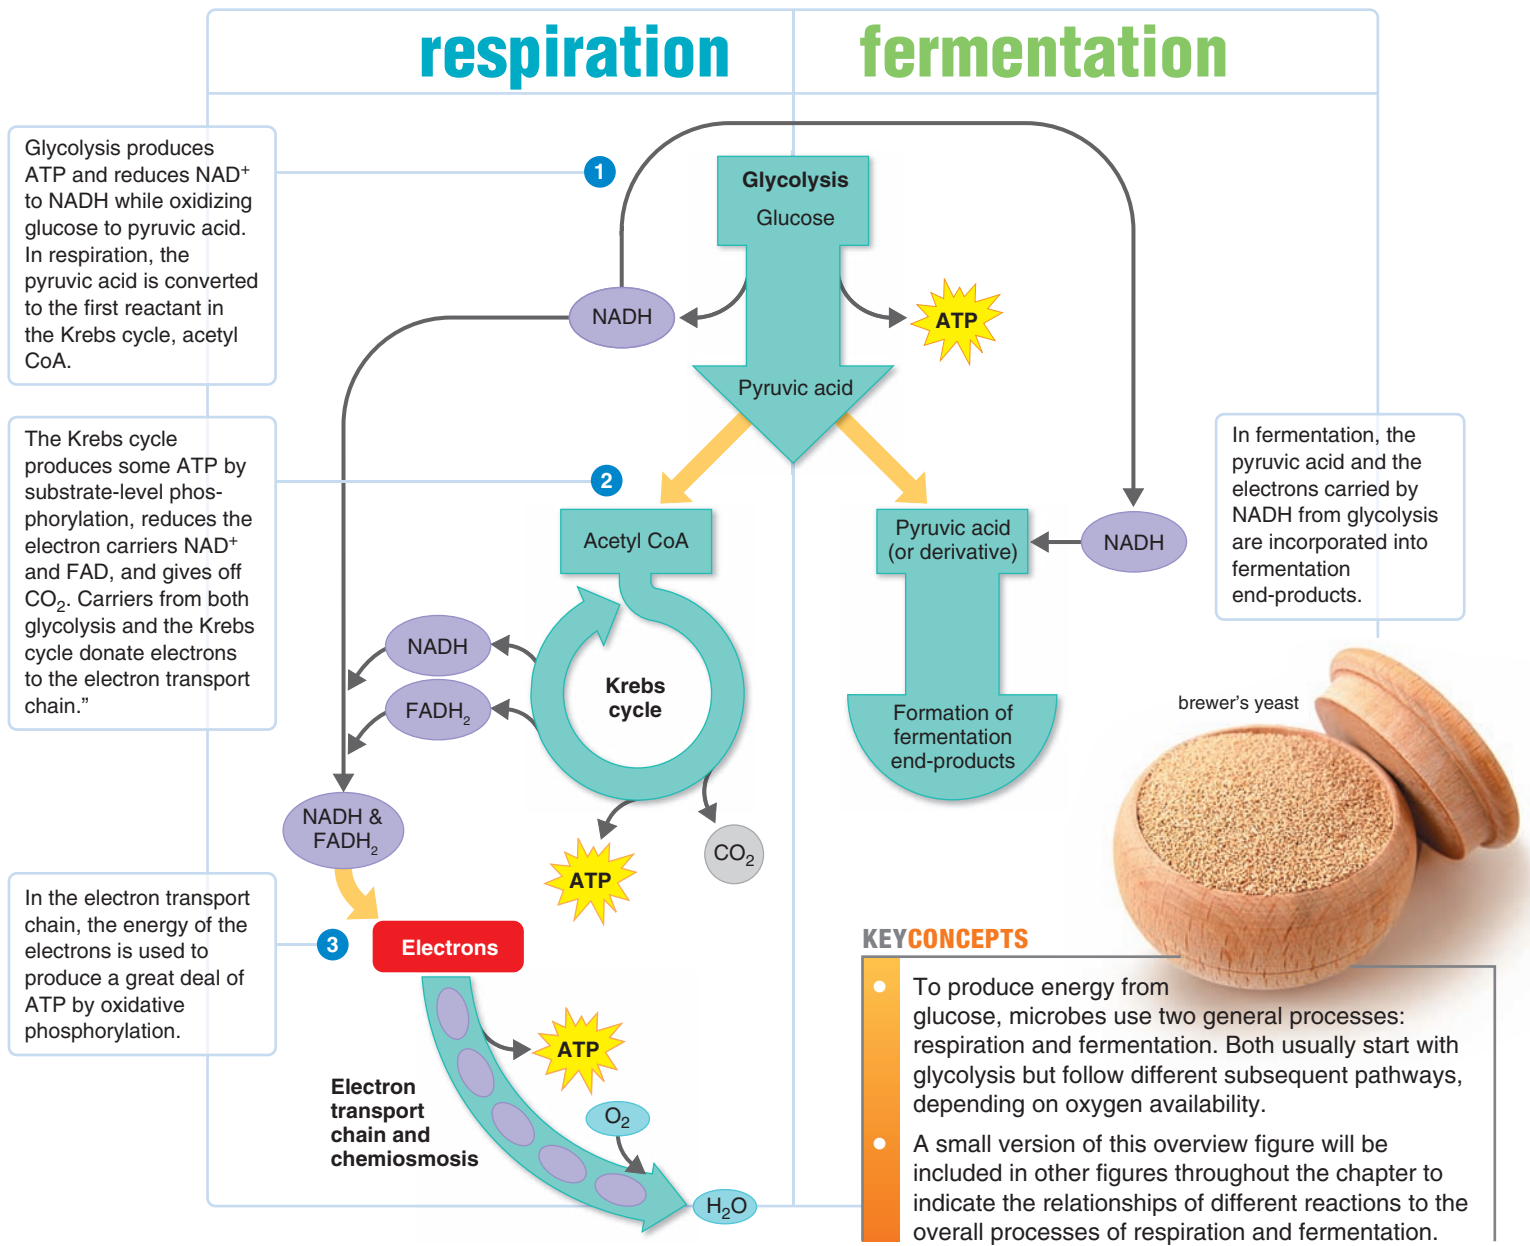 respiration
fermentation
Glycolysis produces
ATP and reduces NAD+
to NADH while oxidizing
glucose to pyruvic acid.
In respiration, the
pyruvic acid is converted
to the first reactant in
the Krebs cycle, acetyl
CoA.
1
Glycolysis
Glucose
NADH
ATP
Pyruvic acid
The Krebs cycle
produces some ATP by
substrate-level phos-
phorylation, reduces the
electron carriers NAD+
and FAD, and gives off
CO2. Carriers from both
glycolysis and the Krebs
cycle donate electrons
to the electron transport
chain.”
2
Acetyl CoA
Pyruvic acid
(or derivative)
NADH
In fermentation, the
pyruvic acid and the
electrons carried by
NADH from glycolysis
are incorporated into
fermentation
end-products.
NADH
FADH2
Krebs
cycle
Formation of
fermentation
end-products
brewer’s yeast
NADH &
FADH2
ATP
CO2
In the electron transport
chain, the energy of the
electrons is used to
produce a great deal of
ATP by oxidative
phosphorylation.
3
Electrons
ATP
Electron
transport
chain and
chemiosmosis
O2
H2O
KEYCONCEPTS
To produce energy from
glucose, microbes use two general processes:
respiration and fermentation. Both usually start with
glycolysis but follow different subsequent pathways,
depending on oxygen availability.
A small version of this overview figure will be
included in other figures throughout the chapter to
indicate the relationships of different reactions to the
overall processes of respiration and fermentation.